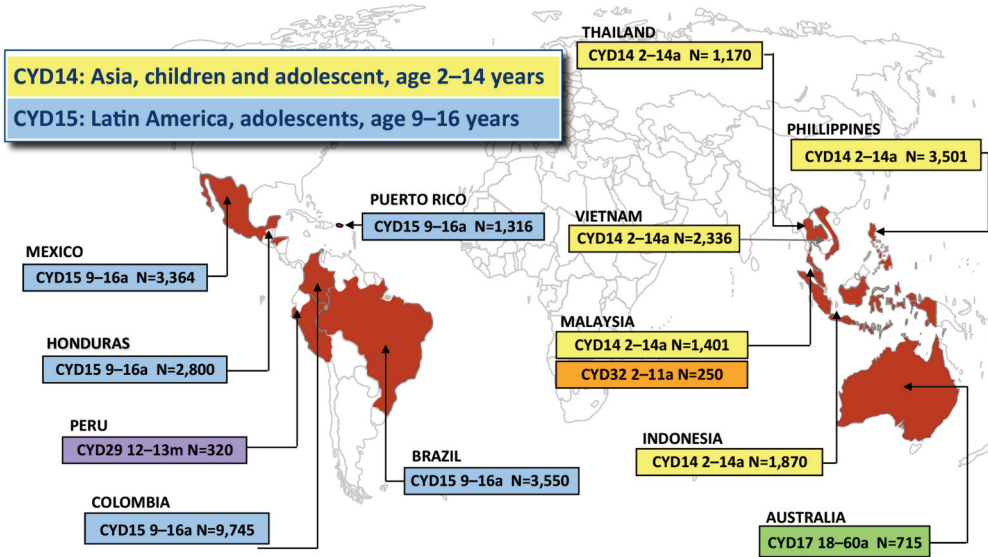 CYD14: Asia, children and adolescent, age 2–14 years
CYD15: Latin America, adolescents, age 9–16 years
THAILAND
CYD14 2–14a N= 1,170
PHILLIPPINES
CYD14 2–14a N= 3,501
PUERTO RICO
CYD15 9–16a N=1,316
VIETNAM
CYD14 2–14a N=2,336
MEXICO
CYD15 9–16a N=3,364
MALAYSIA
CYD14 2–14a N=1,401
CYD32 2–11a N=250
HONDURAS
CYD15 9–16a N=2,800
PERU
CYD29 12–13m N=320
BRAZIL
CYD15 9–16a N=3,550
INDONESIA
CYD14 2–14a N=1,870
COLOMBIA
CYD15 9–16a N=9,745
AUSTRALIA
CYD17 18–60a N=715